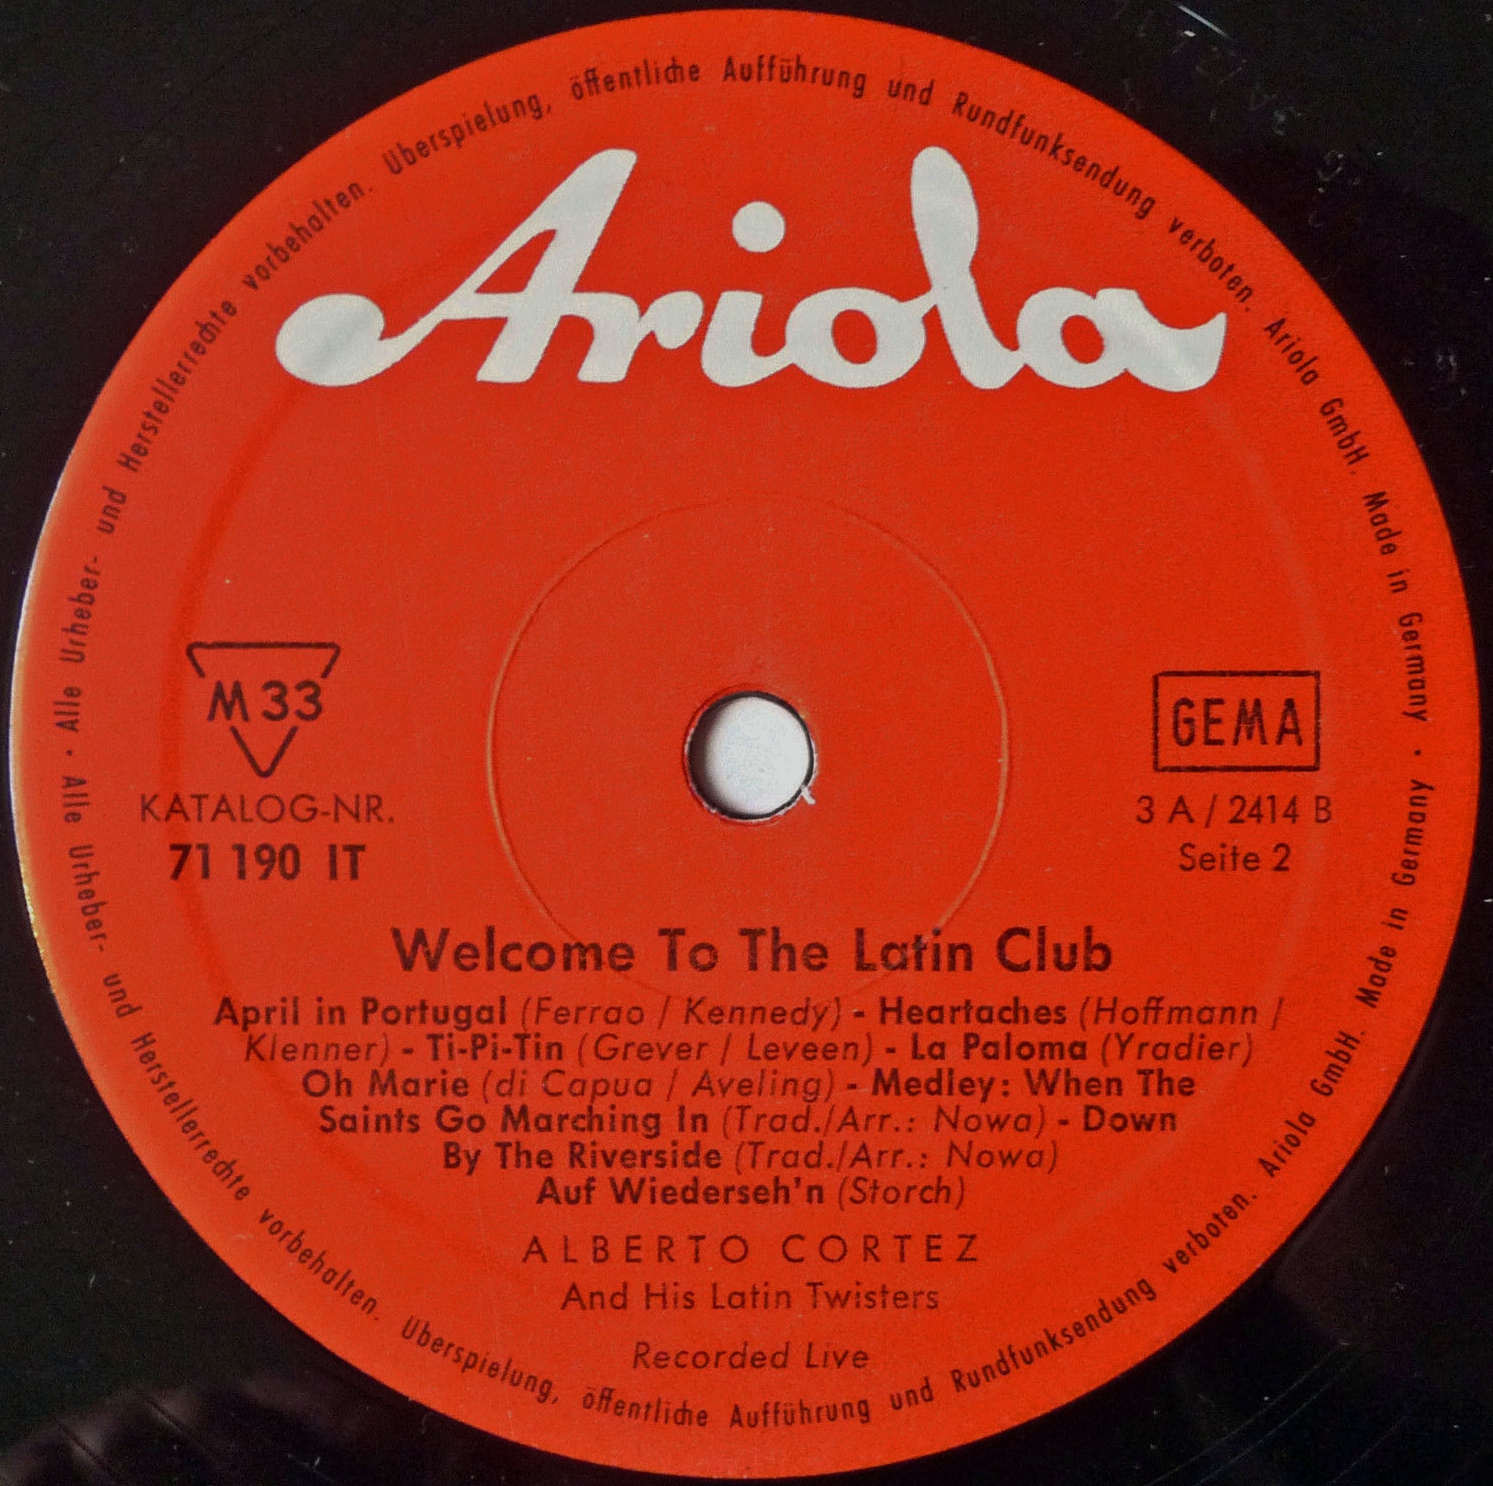 Alle Urheber- und Herstellerrechte vorbehalten. Überspielung, öffentliche Aufführung und Rundfunksendung verboten. Ariola GmbH. Made in Germany •
Ariola
M 33
KATALOG-NR.
71 190 IT
GEMA
3 A / 2414 B
Seite 2
Welcome To The Latin Club
April in Portugal (Ferrao / Kennedy) - Heartaches (Hoffmann /
Klenner) - Ti-Pi-Tin (Grever / Leveen) - La Paloma (Yradier)
Oh Marie (di Capua / Aveling) - Medley: When The
Saints Go Marching In (Trad./Arr.: Nowa) - Down
By The Riverside (Trad./Arr.: Nowa)
Auf Wiederseh'n (Storch)
ALBERTO CORTEZ
And His Latin Twisters
Recorded Live
• Alle Urheber- und Herstellerrechte vorbehalten. Überspielung, öffentliche Aufführung und Rundfunksendung verboten. Ariola GmbH. Made in Germany